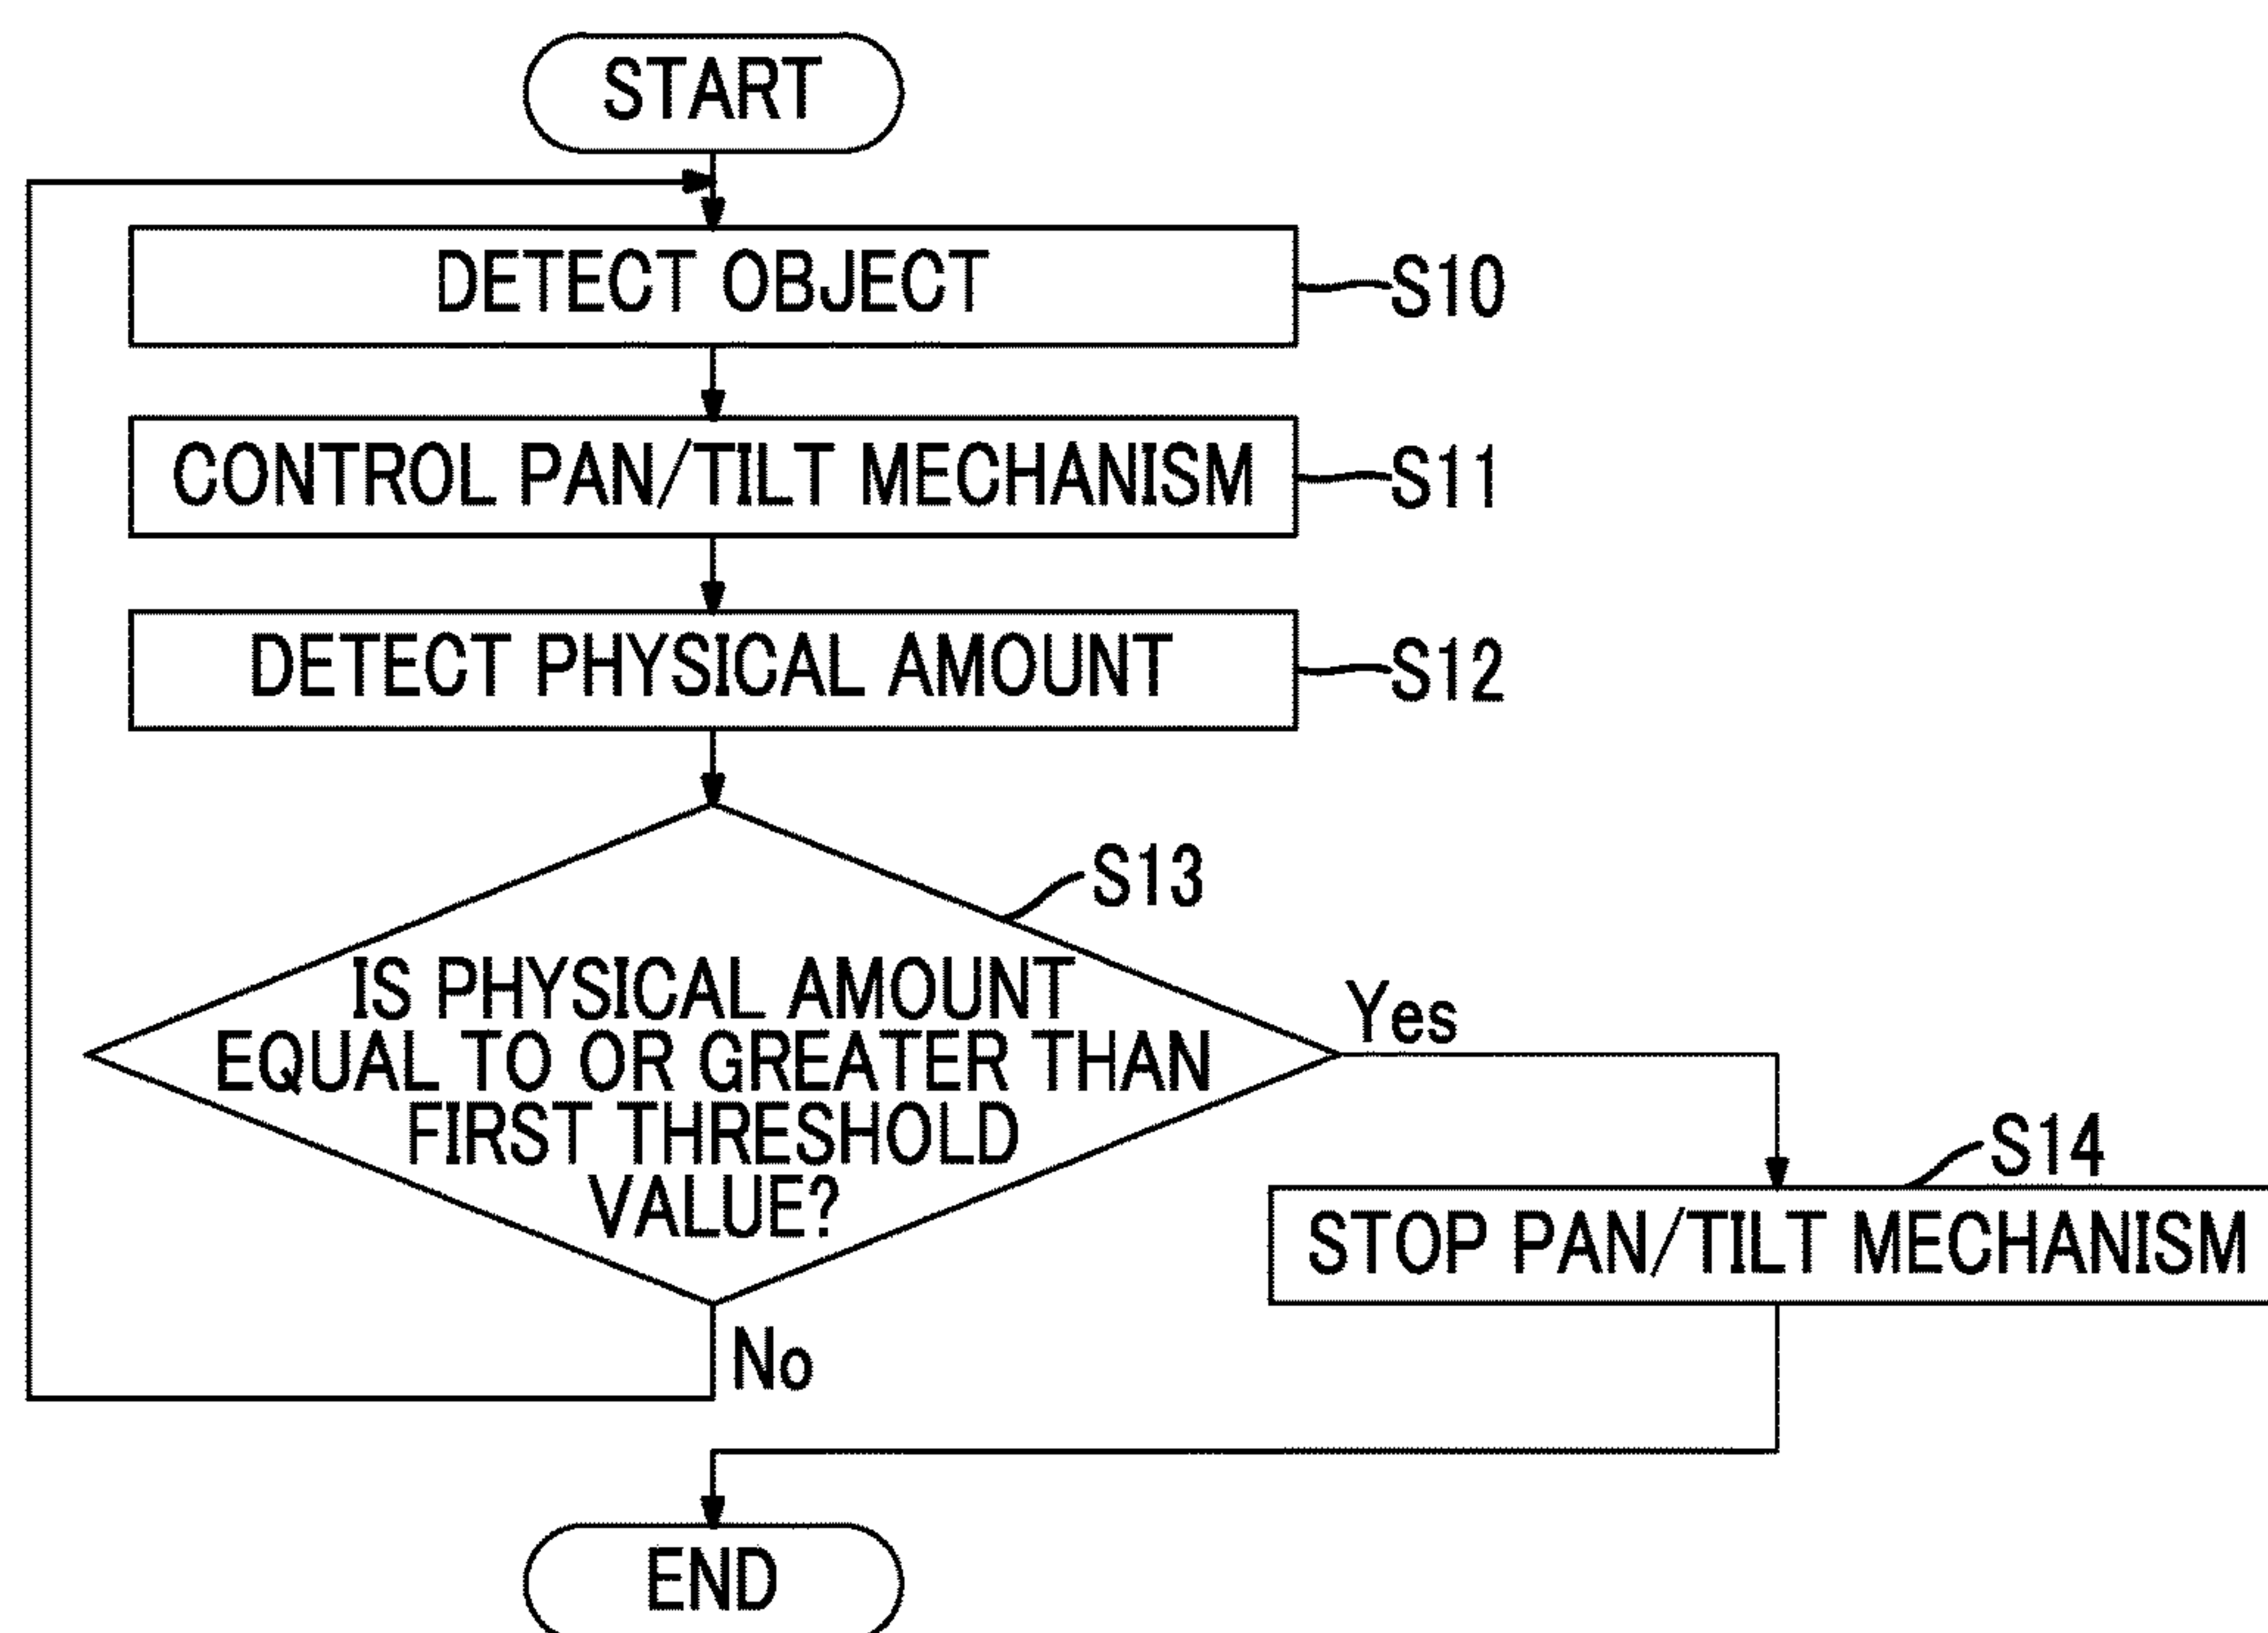 START
DETECT OBJECT
S10
CONTROL PAN/TILT MECHANISM
S11
DETECT PHYSICAL AMOUNT
S12
S13
IS PHYSICAL AMOUNT
EQUAL TO OR GREATER THAN
FIRST THRESHOLD
VALUE?
Yes
S14
STOP PAN/TILT MECHANISM
No
END